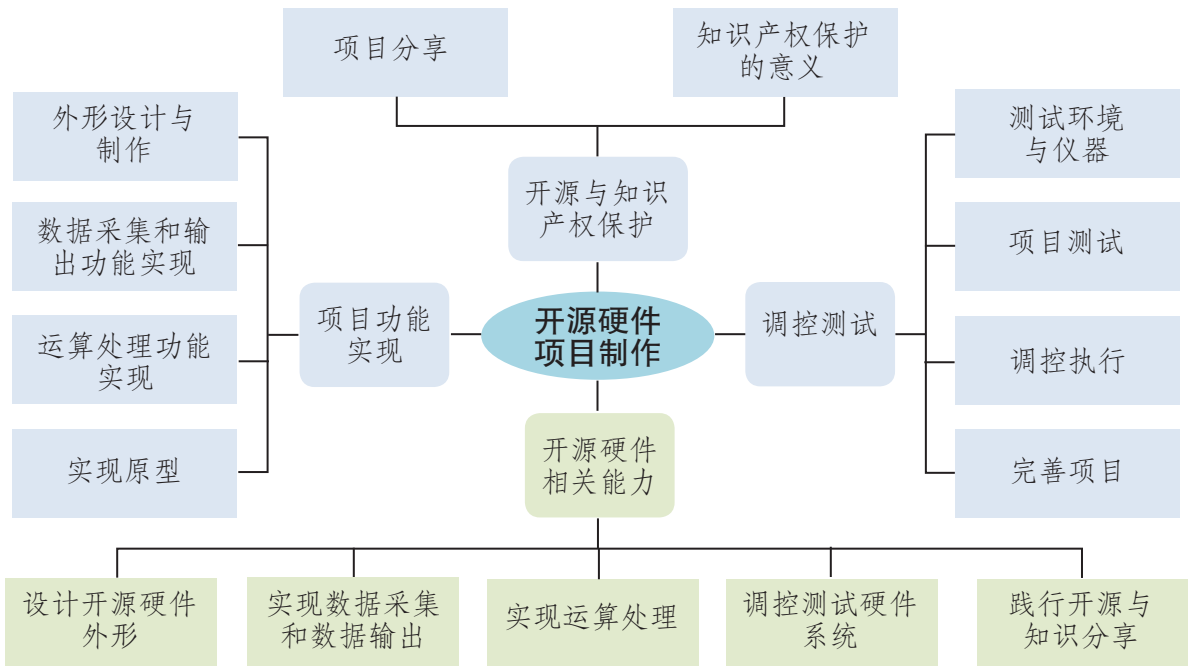 项目分享
知识产权保护
的意义
外形设计与
制作
数据采集和输
出功能实现
运算处理功能
实现
实现原型
项目功能
实现
开源与知识
产权保护
开源硬件
项目制作
调控测试
测试环境
与仪器
项目测试
调控执行
完善项目
开源硬件
相关能力
设计开源硬件
外形
实现数据采集
和数据输出
实现运算处理
调控测试硬件
系统
践行开源与
知识分享